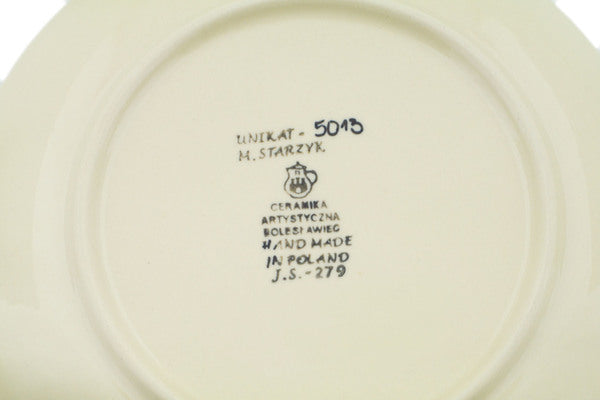 UNIKAT - 5013
M. STARZYK
CERAMIKA
ARTYSTYCZNA
BOLESŁAWIEC
HAND MADE
IN POLAND
J.S.-279